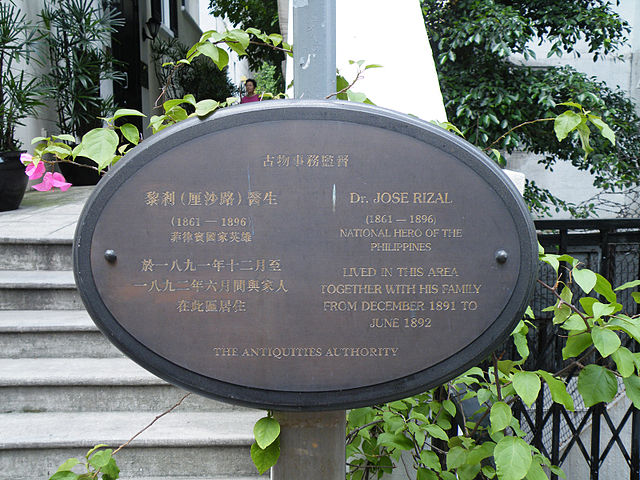 古物事務監督
黎剎（厘沙路）醫生
(1861 — 1896)
菲律賓國家英雄
於一八九一年十二月至
一八九二年六月間與家人
在此區居住
Dr. JOSE RIZAL
(1861 — 1896)
NATIONAL HERO OF THE
PHILIPPINES
LIVED IN THIS AREA
TOGETHER WITH HIS FAMILY
FROM DECEMBER 1891 TO
JUNE 1892
THE ANTIQUITIES AUTHORITY